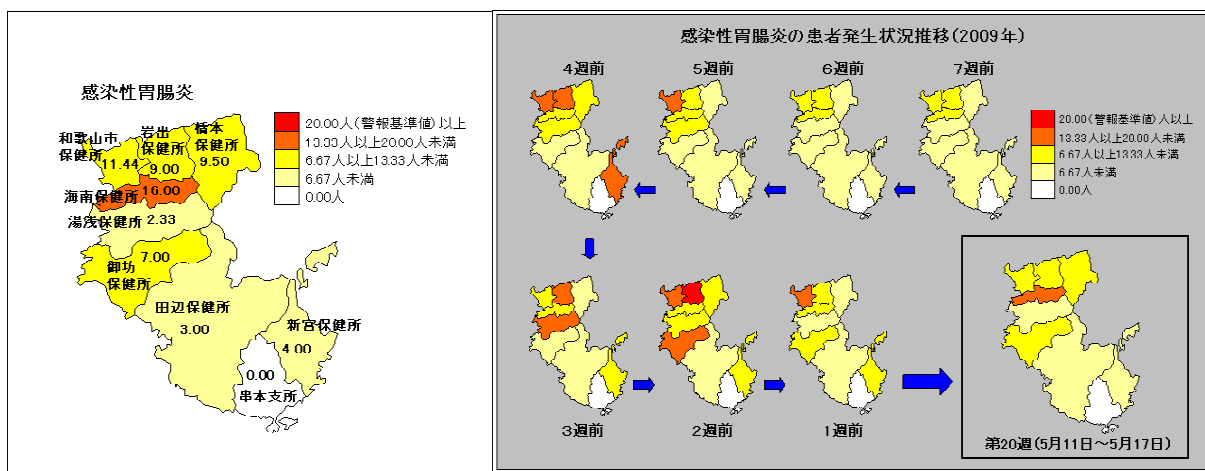 感染性胃腸炎
20.00人(警報基準値)以上
13.33人以上20.00人未満
6.67人以上13.33人未満
6.67人未満
0.00人
和歌山市
保健所
11.44
岩出
保健所
9.00
橋本
保健所
9.50
海南保健所
16.00
湯浅保健所
2.33
御坊
保健所
7.00
田辺保健所
3.00
新宮保健所
4.00
0.00
串本支所
感染性胃腸炎の患者発生状況推移(2009年)
4週前
5週前
6週前
7週前
20.00(警報基準値)人以上
13.33人以上20.00人未満
6.67人以上13.33人未満
6.67人未満
0.00人
3週前
2週前
1週前
第20週(5月11日~5月17日)